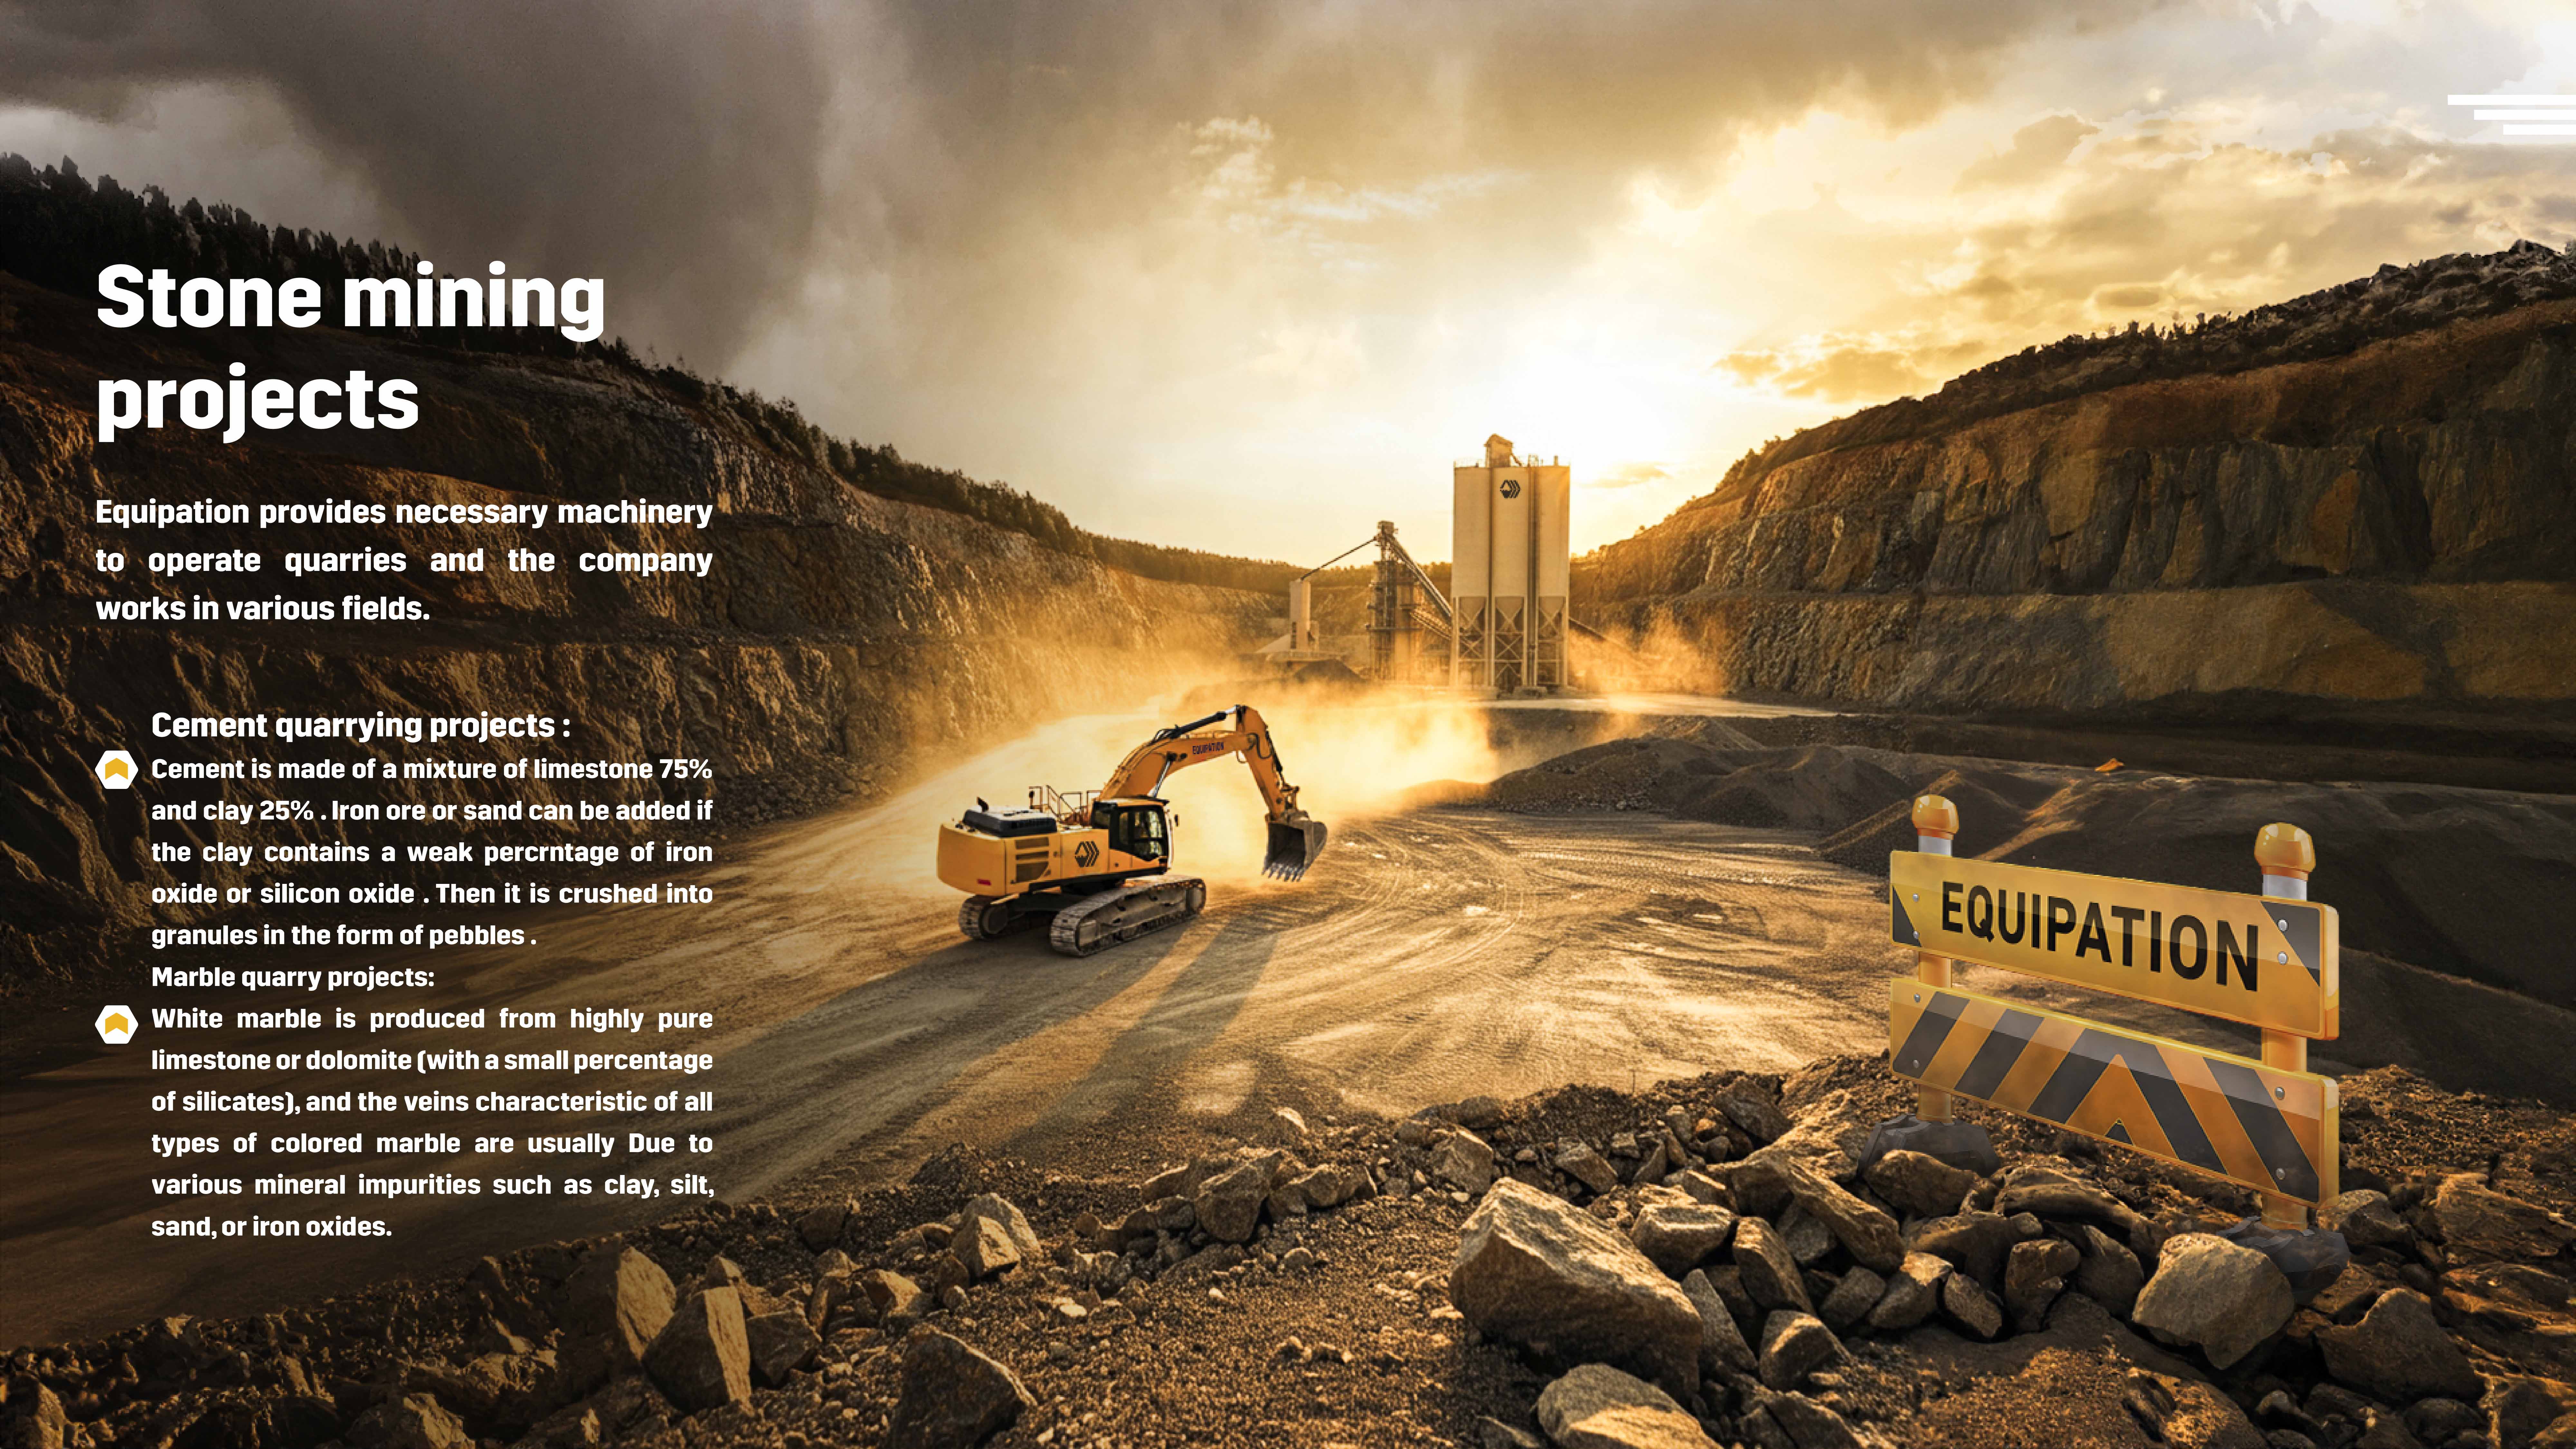 Stone mining
projects
Equipation provides necessary machinery
to operate quarries and the company
works in various fields.
Cement quarrying projects :
Cement is made of a mixture of limestone 75%
and clay 25% . Iron ore or sand can be added if
the clay contains a weak percrntage of iron
oxide or silicon oxide . Then it is crushed into
granules in the form of pebbles .
Marble quarry projects:
White marble is produced from highly pure
limestone or dolomite (with a small percentage
of silicates), and the veins characteristic of all
types of colored marble are usually Due to
various mineral impurities such as clay, silt,
sand, or iron oxides.
EQUIPATION
EQUIPATION